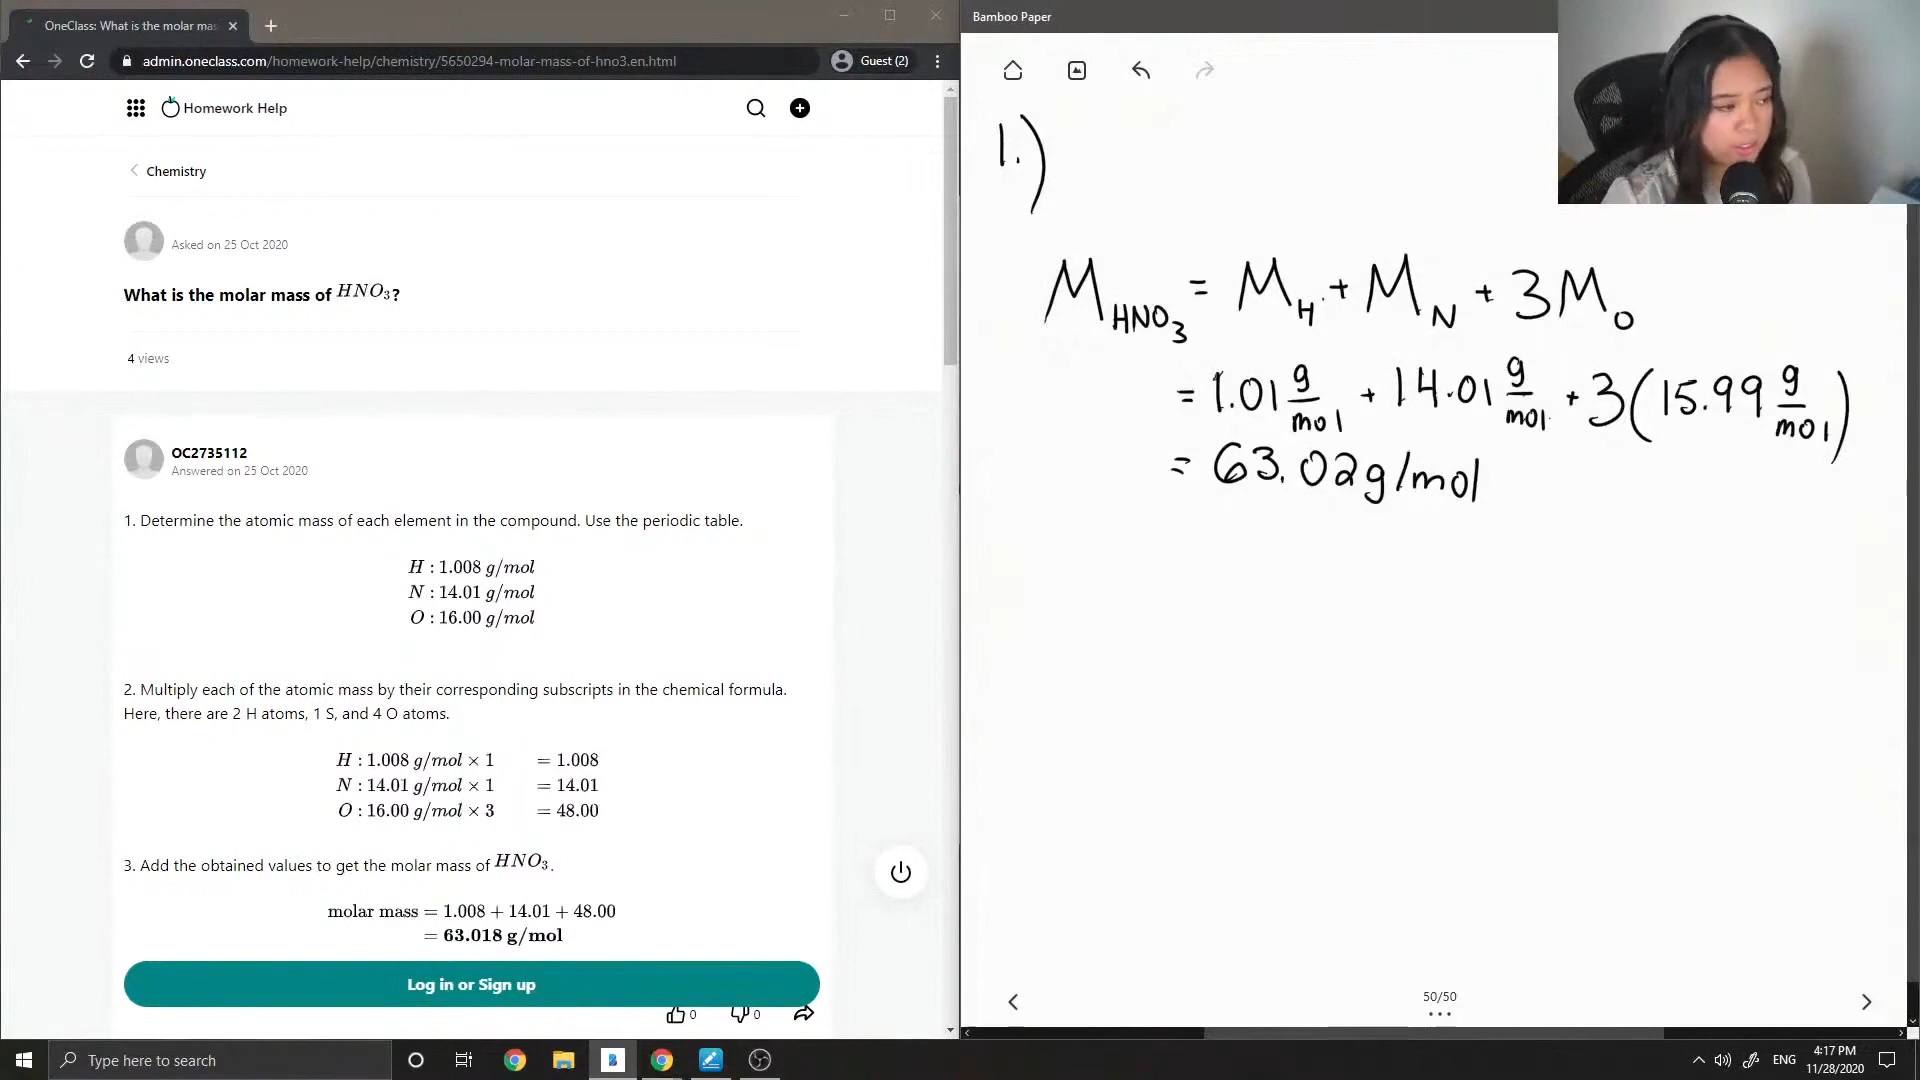 OneClass: What is the molar mas
admin.oneclass.com/homework-help/chemistry/5650294-molar-mass-of-hno3.en.html
Guest (2)
Homework Help
Chemistry
Asked on 25 Oct 2020
What is the molar mass of HNO₃?
4 views
OC2735112
Answered on 25 Oct 2020
1. Determine the atomic mass of each element in the compound. Use the periodic table.
H : 1.008 g/mol
N : 14.01 g/mol
O : 16.00 g/mol
2. Multiply each of the atomic mass by their corresponding subscripts in the chemical formula.
Here, there are 2 H atoms, 1 S, and 4 O atoms.
H : 1.008 g/mol × 1 = 1.008
N : 14.01 g/mol × 1 = 14.01
O : 16.00 g/mol × 3 = 48.00
3. Add the obtained values to get the molar mass of HNO₃.
molar mass = 1.008 + 14.01 + 48.00
= 63.018 g/mol
Log in or Sign up
0 0
Bamboo Paper
1.)
M HNO₃ = M H + M N + 3M O
= 1.01 g/mol + 14.01 g/mol + 3(15.99 g/mol)
= 63.02g/mol
50/50
Type here to search
ENG
4:17 PM
11/28/2020